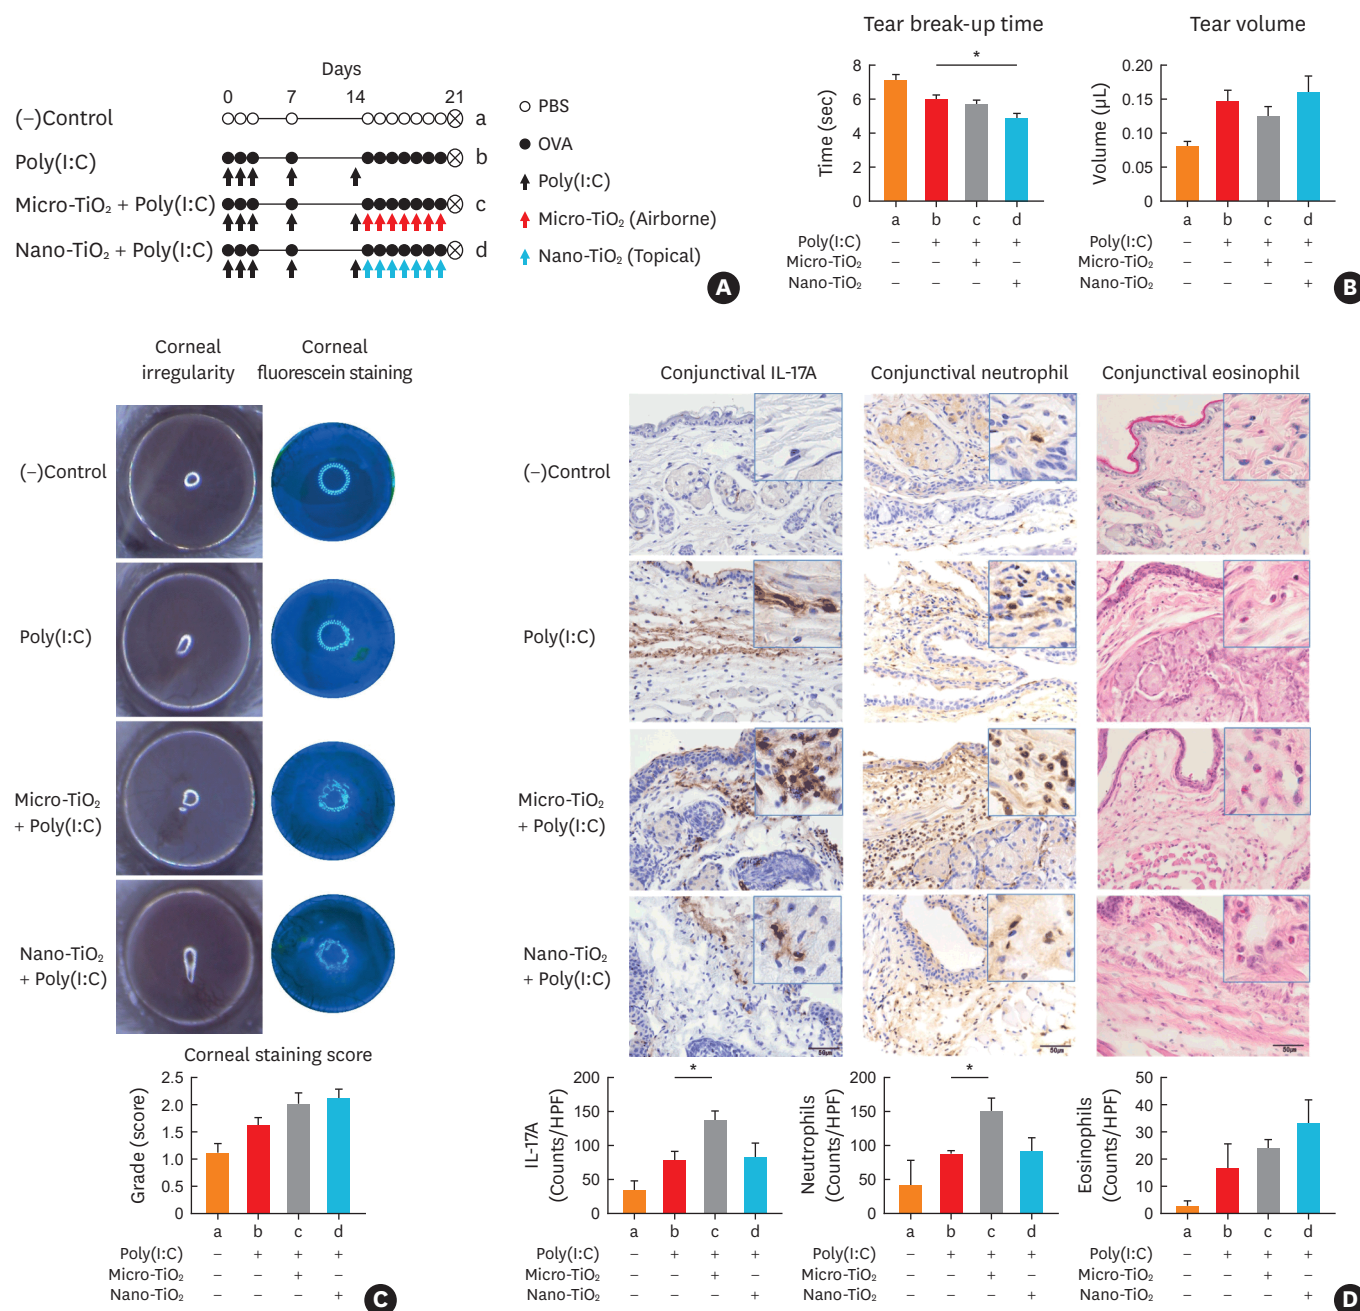 Days
0 7 14 21
(−)Control a
Poly(I:C) b
Micro-TiO₂ + Poly(I:C) c
Nano-TiO₂ + Poly(I:C) d
PBS
OVA
Poly(I:C)
Micro-TiO₂ (Airborne)
Nano-TiO₂ (Topical)
A
Tear break-up time
Time (sec)
8
6
4
2
0
*
a b c d
Poly(I:C) − + + +
Micro-TiO₂ − − + −
Nano-TiO₂ − − − +
Tear volume
Volume (µL)
0.20
0.15
0.10
0.05
0
a b c d
Poly(I:C) − + + +
Micro-TiO₂ − − + −
Nano-TiO₂ − − − +
B
Corneal
irregularity
Corneal
fluorescein staining
(−)Control
Poly(I:C)
Micro-TiO₂
+ Poly(I:C)
Nano-TiO₂
+ Poly(I:C)
Corneal staining score
Grade (score)
2.5
2.0
1.5
1.0
0.5
0
a b c d
Poly(I:C) − + + +
Micro-TiO₂ − − + −
Nano-TiO₂ − − − +
C
Conjunctival IL-17A
Conjunctival neutrophil
Conjunctival eosinophil
(−)Control
Poly(I:C)
Micro-TiO₂
+ Poly(I:C)
Nano-TiO₂
+ Poly(I:C)
50µm
50µm
50µm
IL-17A
(Counts/HPF)
200
150
100
50
0
*
a b c d
Poly(I:C) − + + +
Micro-TiO₂ − − + −
Nano-TiO₂ − − − +
Neutrophils
(Counts/HPF)
200
150
100
50
0
*
a b c d
Poly(I:C) − + + +
Micro-TiO₂ − − + −
Nano-TiO₂ − − − +
Eosinophils
(Counts/HPF)
50
40
30
20
10
0
a b c d
Poly(I:C) − + + +
Micro-TiO₂ − − + −
Nano-TiO₂ − − − +
D